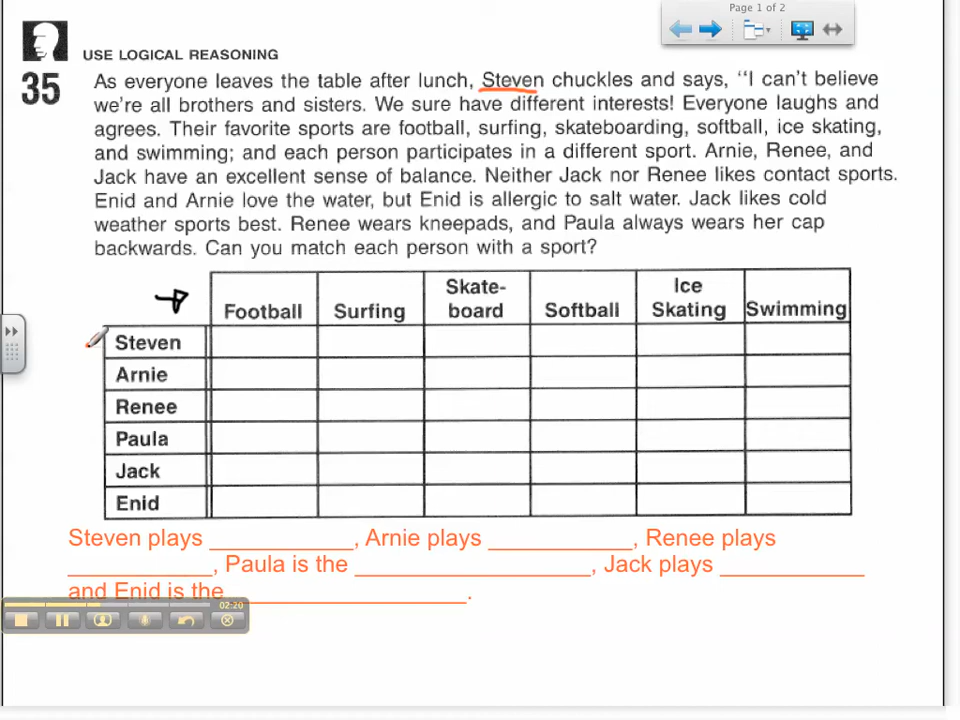 Page 1 of 2
USE LOGICAL REASONING
35
As everyone leaves the table after lunch, Steven chuckles and says, “I can’t believe
we’re all brothers and sisters. We sure have different interests! Everyone laughs and
agrees. Their favorite sports are football, surfing, skateboarding, softball, ice skating,
and swimming; and each person participates in a different sport. Arnie, Renee, and
Jack have an excellent sense of balance. Neither Jack nor Renee likes contact sports.
Enid and Arnie love the water, but Enid is allergic to salt water. Jack likes cold
weather sports best. Renee wears kneepads, and Paula always wears her cap
backwards. Can you match each person with a sport?
Football Surfing Skate-board Softball Ice Skating Swimming
Steven
Arnie
Renee
Paula
Jack
Enid
Steven plays ____________, Arnie plays ____________, Renee plays
____________, Paula is the ____________________, Jack plays ____________
and Enid is the ____________________.
02:20